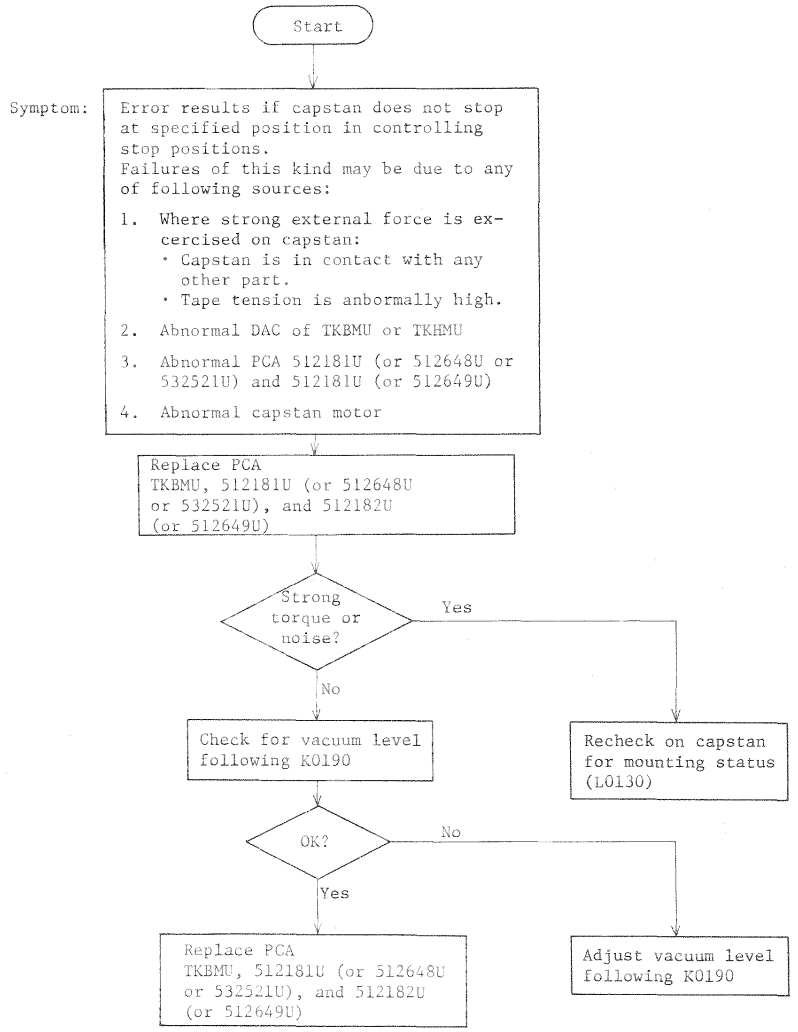 Start
Symptom:
Error results if capstan does not stop
at specified position in controlling
stop positions.
Failures of this kind may be due to any
of following sources:
1. Where strong external force is ex-
cercised on capstan:
• Capstan is in contact with any
other part.
• Tape tension is anbormally high.
2. Abnormal DAC of TKBMU or TKHMU
3. Abnormal PCA 512181U (or 512648U or
532521U) and 512181U (or 512649U)
4. Abnormal capstan motor
Replace PCA
TKBMU, 512181U (or 512648U
or 532521U), and 512182U
(or 512649U)
Strong
torque or
noise?
Yes
No
Check for vacuum level
following K0190
Recheck on capstan
for mounting status
(L0130)
OK?
No
Yes
Replace PCA
TKBMU, 512181U (or 512648U
or 532521U), and 512182U
(or 512649U)
Adjust vacuum level
following K0190